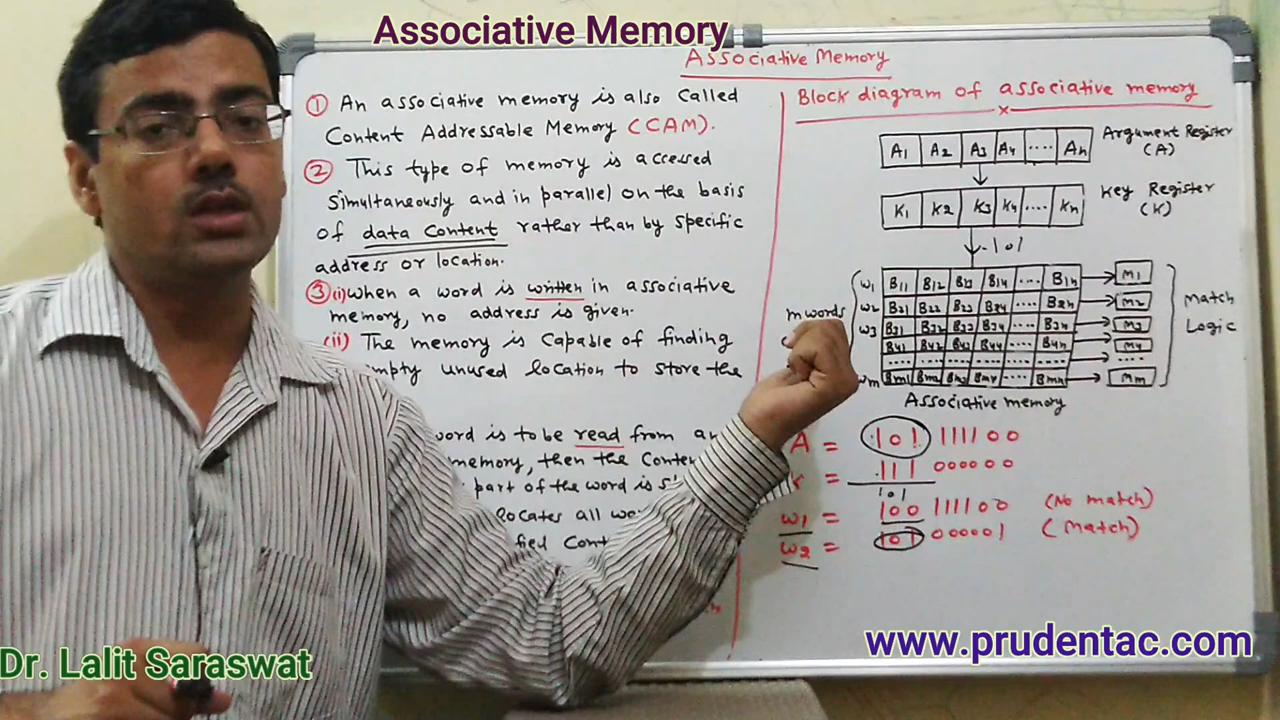 Associative Memory
Associative Memory
① An associative memory is also called
Content Addressable Memory (CAM).
② This type of memory is accessed
simultaneously and in parallel on the basis
of data Content rather than by specific
address or location.
③ (i) When a word is written in associative
memory, no address is given.
(ii) The memory is Capable of finding
unused location to store the
word is to be read from an
memory, then the
part of the word is
all
Block diagram of associative memory
A1 A2 A3 A4 .... An
Argument Register
(A)
K1 K2 K3 K4 .... Kn
Key Register
(K)
101
m words
W1 B11 B12 B13 B14 .... B1n M1
W2 B21 B22 B23 B24 .... B2n M2
W3 B31 B32 B33 B34 .... B3n M3
B41 B42 B43 B44 .... B4n M4
.... .... .... .... .... .... ....
Wm Bm1 Bm2 Bm3 Bm4 .... Bmn Mm
Match
Logic
Associative memory
A = 101 111100
K = 111 000000
101
W1 = 100 111100 (No match)
W2 = 101 000001 (Match)
www.prudentac.com
Dr. Lalit Saraswat